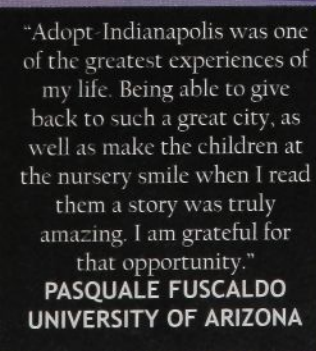 “Adopt-Indianapolis was one
of the greatest experiences of
my life. Being able to give
back to such a great city, as
well as make the children at
the nursery smile when I read
them a story was truly
amazing. I am grateful for
that opportunity.”
PASQUALE FUSCALDO
UNIVERSITY OF ARIZONA